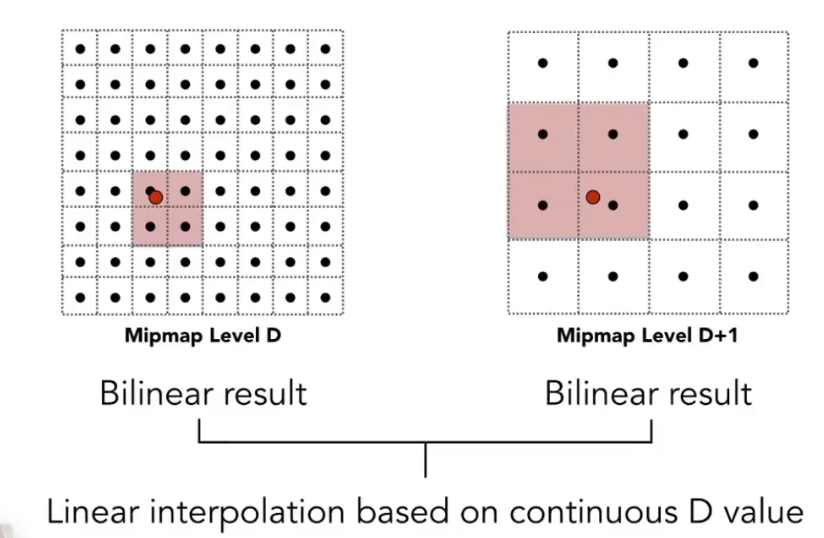 Mipmap Level D
Mipmap Level D+1
Bilinear result
Bilinear result
Linear interpolation based on continuous D value